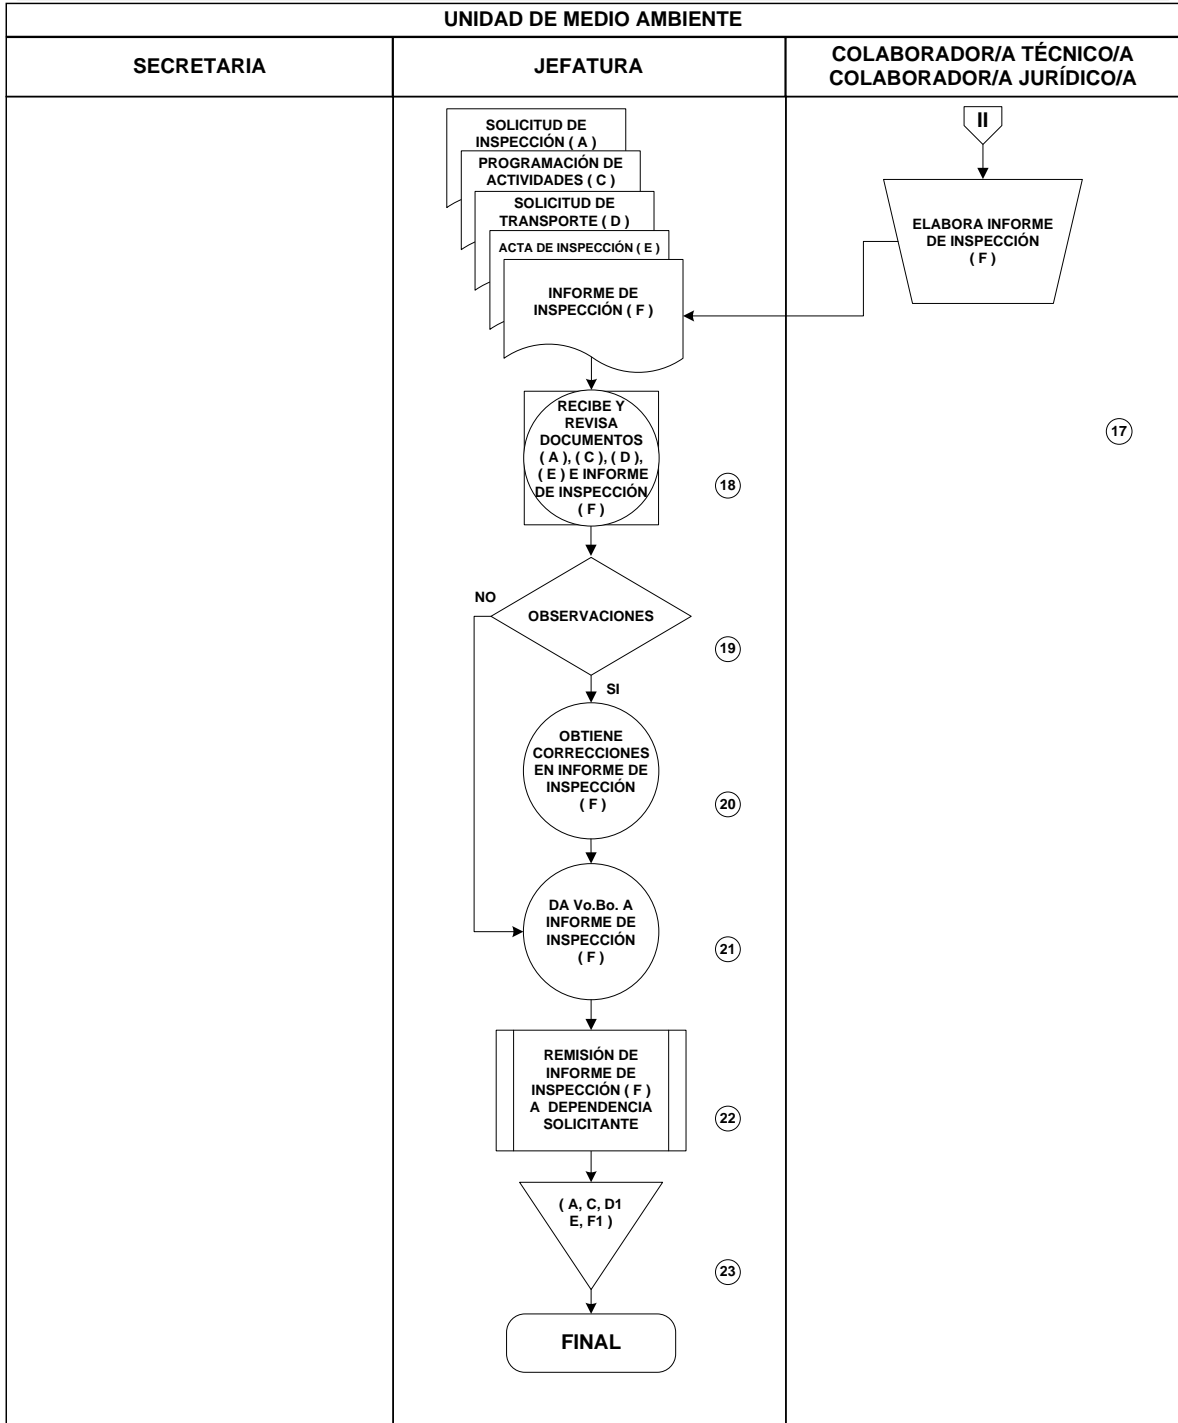 UNIDAD DE MEDIO AMBIENTE
SECRETARIA
JEFATURA
COLABORADOR/A TÉCNICO/A
COLABORADOR/A JURÍDICO/A
II
SOLICITUD DE
INSPECCIÓN ( A )
PROGRAMACIÓN DE
ACTIVIDADES ( C )
SOLICITUD DE
TRANSPORTE ( D )
ACTA DE INSPECCIÓN ( E )
INFORME DE
INSPECCIÓN ( F )
ELABORA INFORME
DE INSPECCIÓN
( F )
17
RECIBE Y
REVISA
DOCUMENTOS
( A ), ( C ), ( D ),
( E ) E INFORME
DE INSPECCIÓN
( F )
18
NO
OBSERVACIONES
19
SI
OBTIENE
CORRECCIONES
EN INFORME DE
INSPECCIÓN
( F )
20
DA Vo.Bo. A
INFORME DE
INSPECCIÓN
( F )
21
REMISIÓN DE
INFORME DE
INSPECCIÓN ( F )
A DEPENDENCIA
SOLICITANTE
22
( A, C, D1
E, F1 )
23
FINAL